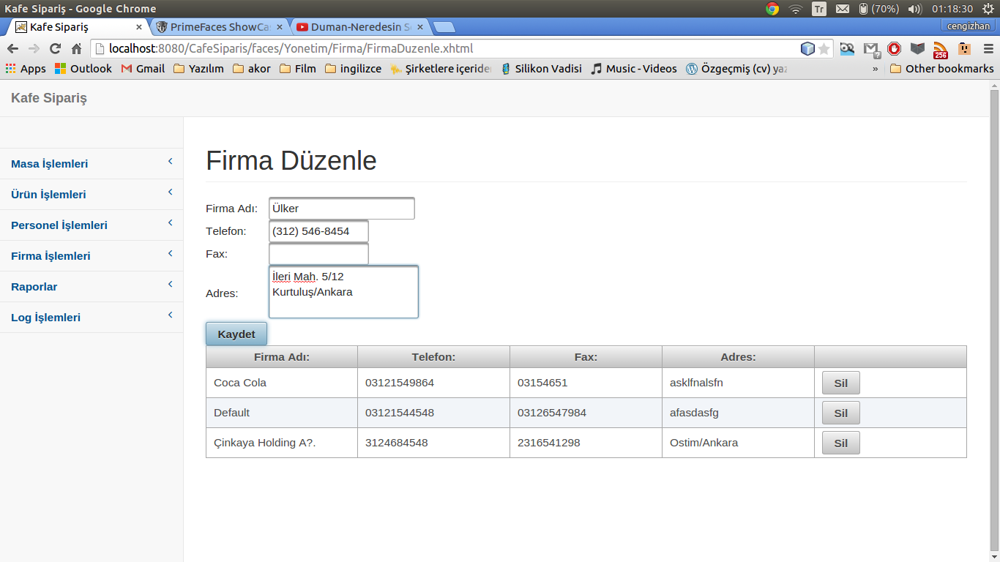 Kafe Sipariş - Google Chrome
Tr
(70%)
01:18:30
Kafe Sipariş
PrimeFaces ShowCa
Duman-Neredesin S
cengizhan
localhost:8080/CafeSiparis/faces/Yonetim/Firma/FirmaDuzenle.xhtml
256
Apps
Outlook
Gmail
Yazılım
akor
Film
ingilizce
Şirketlere içeride
Silikon Vadisi
Music - Videos
Özgeçmiş (cv) yaz
»
Other bookmarks
Kafe Sipariş
Masa İşlemleri
Ürün İşlemleri
Personel İşlemleri
Firma İşlemleri
Raporlar
Log İşlemleri
Firma Düzenle
Firma Adı: Ülker
Telefon: (312) 546-8454
Fax:
Adres: İleri Mah. 5/12
Kurtuluş/Ankara
Kaydet
Firma Adı: Telefon: Fax: Adres:
Coca Cola 03121549864 03154651 asklfnalsfn Sil
Default 03121544548 03126547984 afasdasfg Sil
Çinkaya Holding A?. 3124684548 2316541298 Ostim/Ankara Sil